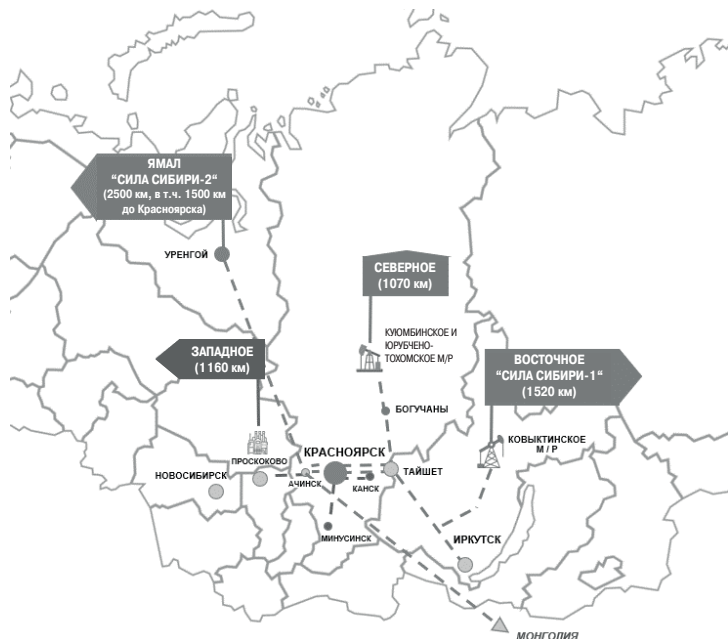 ЯМАЛ
“СИЛА СИБИРИ-2“
(2500 км, в т.ч. 1500 км
до Красноярска)
УРЕНГОЙ
СЕВЕРНОЕ
(1070 км)
КУЮМБИНСКОЕ И
ЮРУБЧЕНО-
ТОХОМСКОЕ М/Р
ЗАПАДНОЕ
(1160 км)
ВОСТОЧНОЕ
“СИЛА СИБИРИ-1“
(1520 км)
БОГУЧАНЫ
КОВЫКТИНСКОЕ
М / Р
КРАСНОЯРСК
ПРОСКОКОВО
ТАЙШЕТ
НОВОСИБИРСК
АЧИНСК
КАНСК
МИНУСИНСК
ИРКУТСК
МОНГОЛИЯ